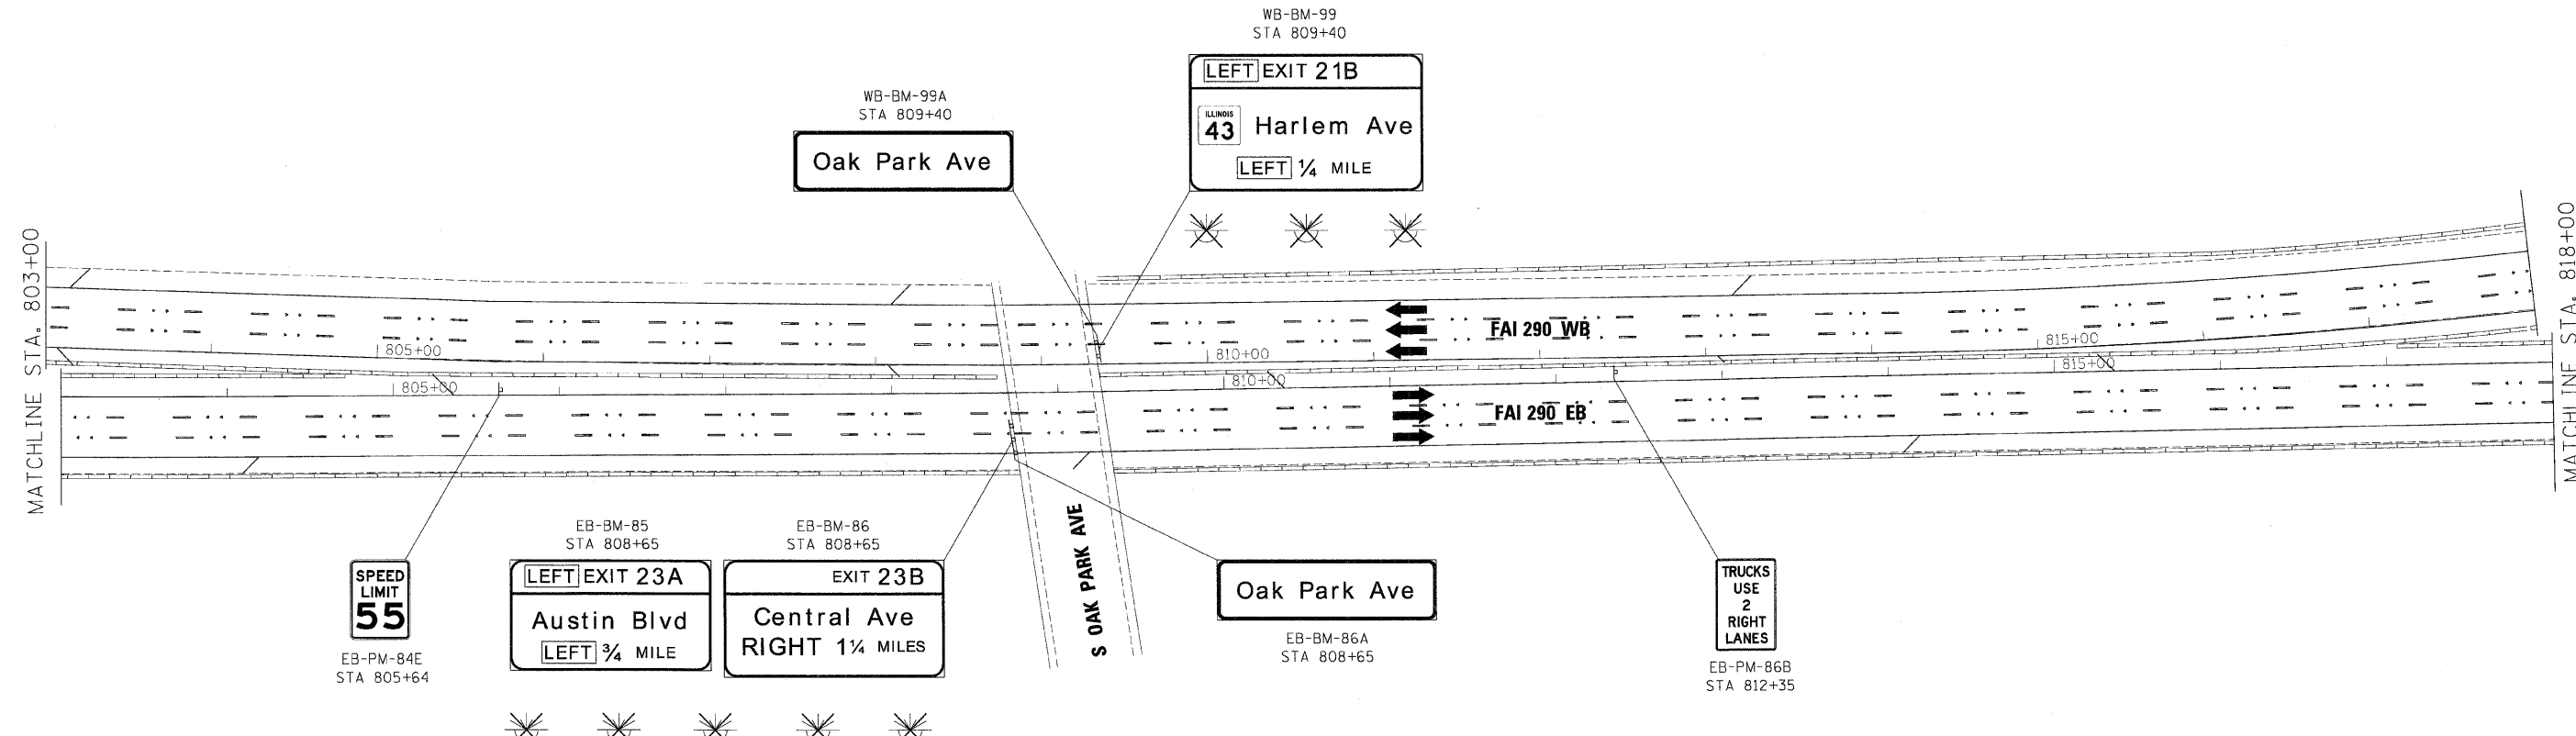 WB-BM-99
STA 809+40
LEFT EXIT 21B
ILLINOIS
43 Harlem Ave
LEFT 1/4 MILE
WB-BM-99A
STA 809+40
Oak Park Ave
MATCHLINE STA. 803+00
MATCHLINE STA. 818+00
805+00
810+00
815+00
FAI 290 WB
805+00
810+00
815+00
FAI 290 EB
S OAK PARK AVE
SPEED
LIMIT
55
EB-PM-84E
STA 805+64
EB-BM-85
STA 808+65
LEFT EXIT 23A
Austin Blvd
LEFT 3/4 MILE
EB-BM-86
STA 808+65
EXIT 23B
Central Ave
RIGHT 1 1/4 MILES
Oak Park Ave
EB-BM-86A
STA 808+65
TRUCKS
USE
2
RIGHT
LANES
EB-PM-86B
STA 812+35